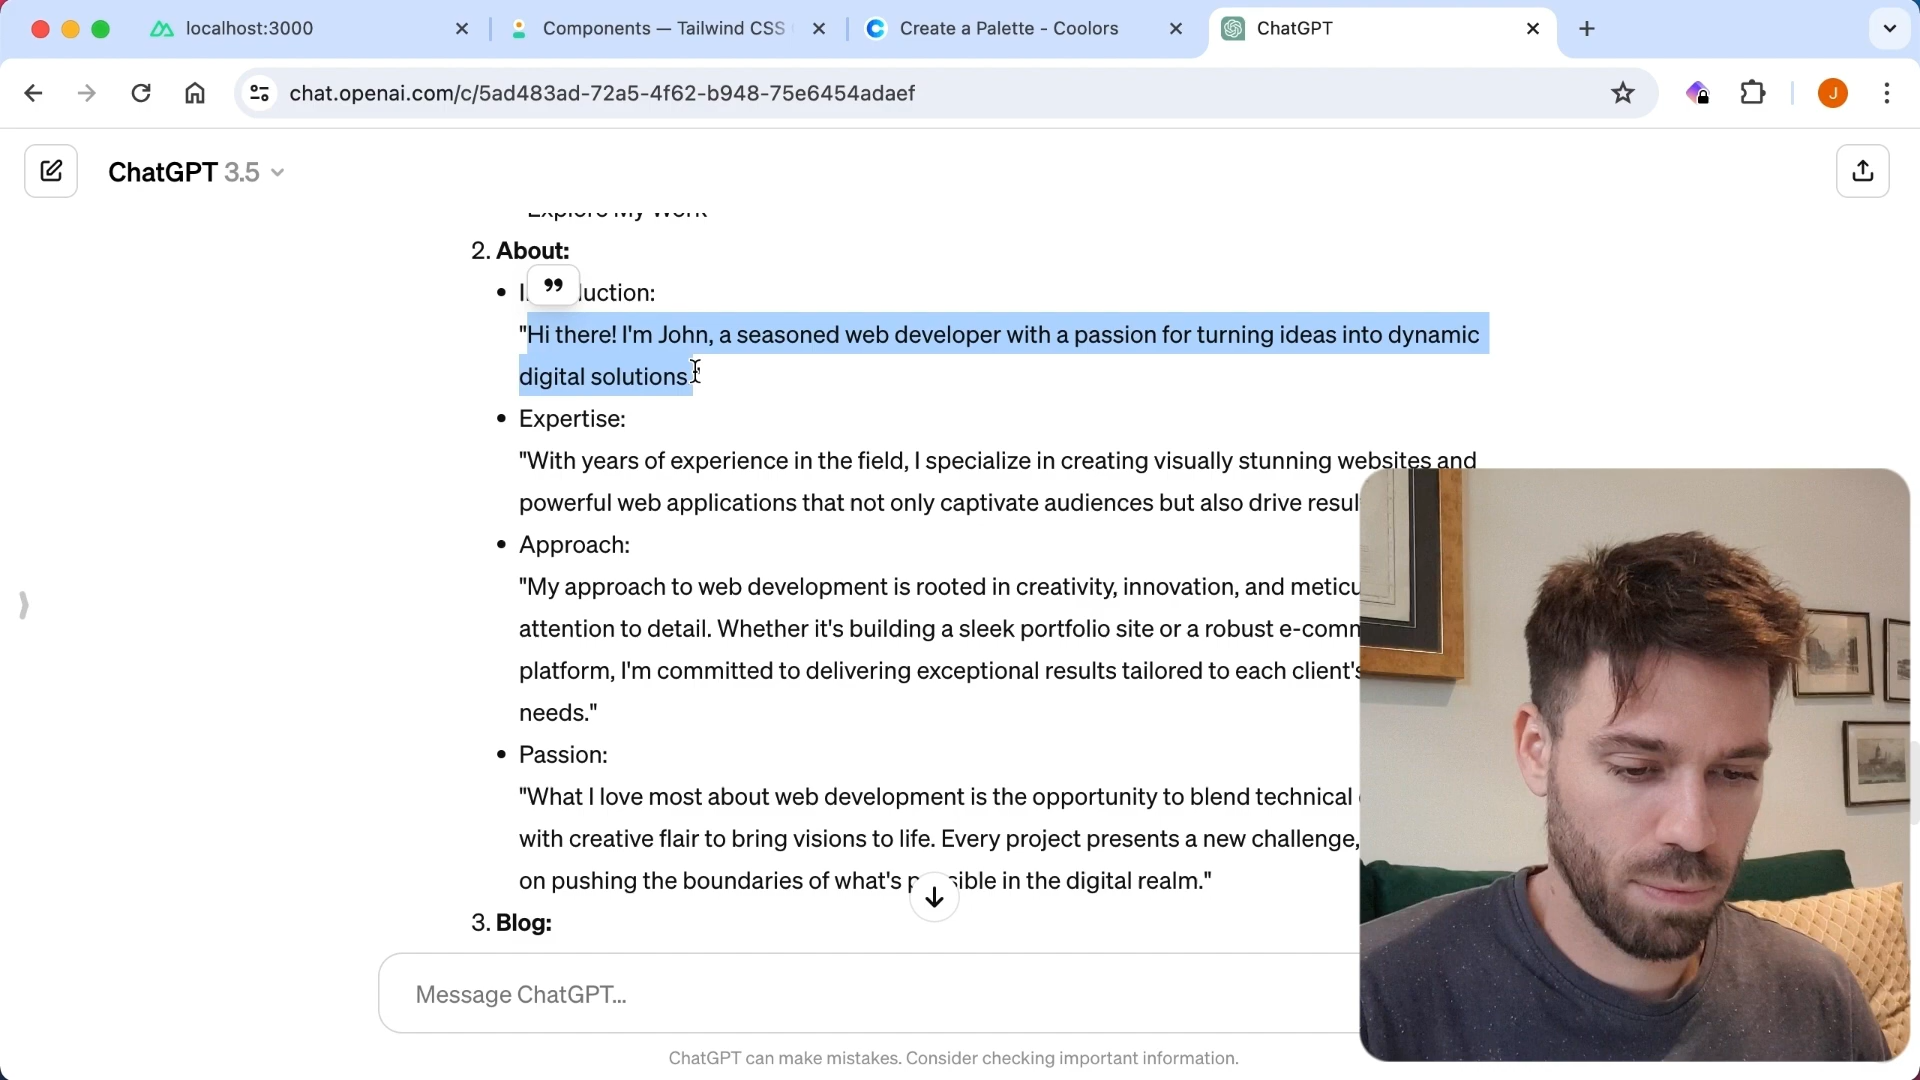 localhost:3000
Components — Tailwind CSS
Create a Palette - Coolors
ChatGPT
chat.openai.com/c/5ad483ad-72a5-4f62-b948-75e6454adaef
J
ChatGPT 3.5
"Explore My Work"
2. About:
• I uction:
"Hi there! I'm John, a seasoned web developer with a passion for turning ideas into dynamic
digital solutions
• Expertise:
"With years of experience in the field, I specialize in creating visually stunning websites and
powerful web applications that not only captivate audiences but also drive resul
• Approach:
"My approach to web development is rooted in creativity, innovation, and meticu
attention to detail. Whether it's building a sleek portfolio site or a robust e-comm
platform, I'm committed to delivering exceptional results tailored to each client's
needs."
• Passion:
"What I love most about web development is the opportunity to blend technical
with creative flair to bring visions to life. Every project presents a new challenge,
on pushing the boundaries of what's p sible in the digital realm."
3. Blog:
Message ChatGPT...
ChatGPT can make mistakes. Consider checking important information.